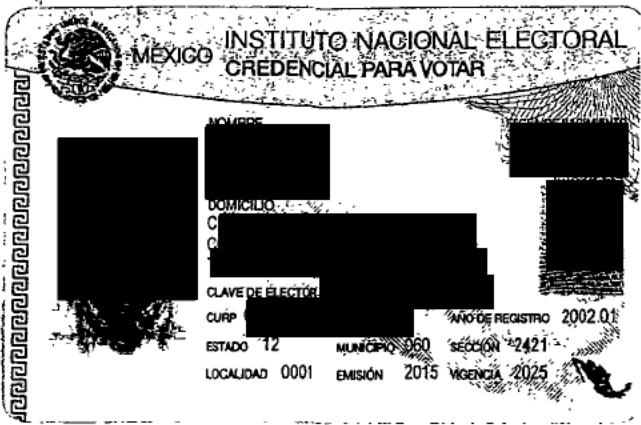 MÉXICO INSTITUTO NACIONAL ELECTORAL
CREDENCIAL PARA VOTAR
NOMBRE
DOMICILIO
C
C
CLAVE DE ELECTOR
CURP AÑO DE REGISTRO 2002 01
ESTADO 12 MUNICIPIO 060 SECCIÓN 2421
LOCALIDAD 0001 EMISIÓN 2015 VIGENCIA 2025